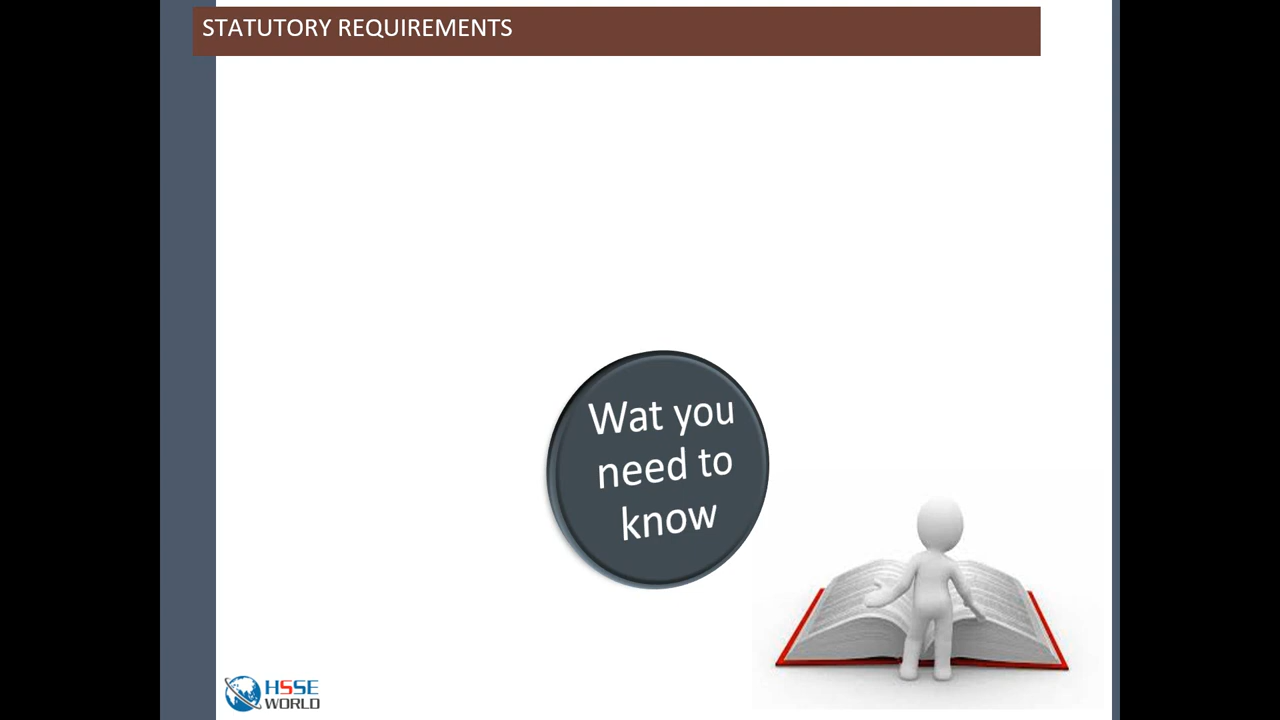 STATUTORY REQUIREMENTS
Wat you
need to
know
HSSE
WORLD